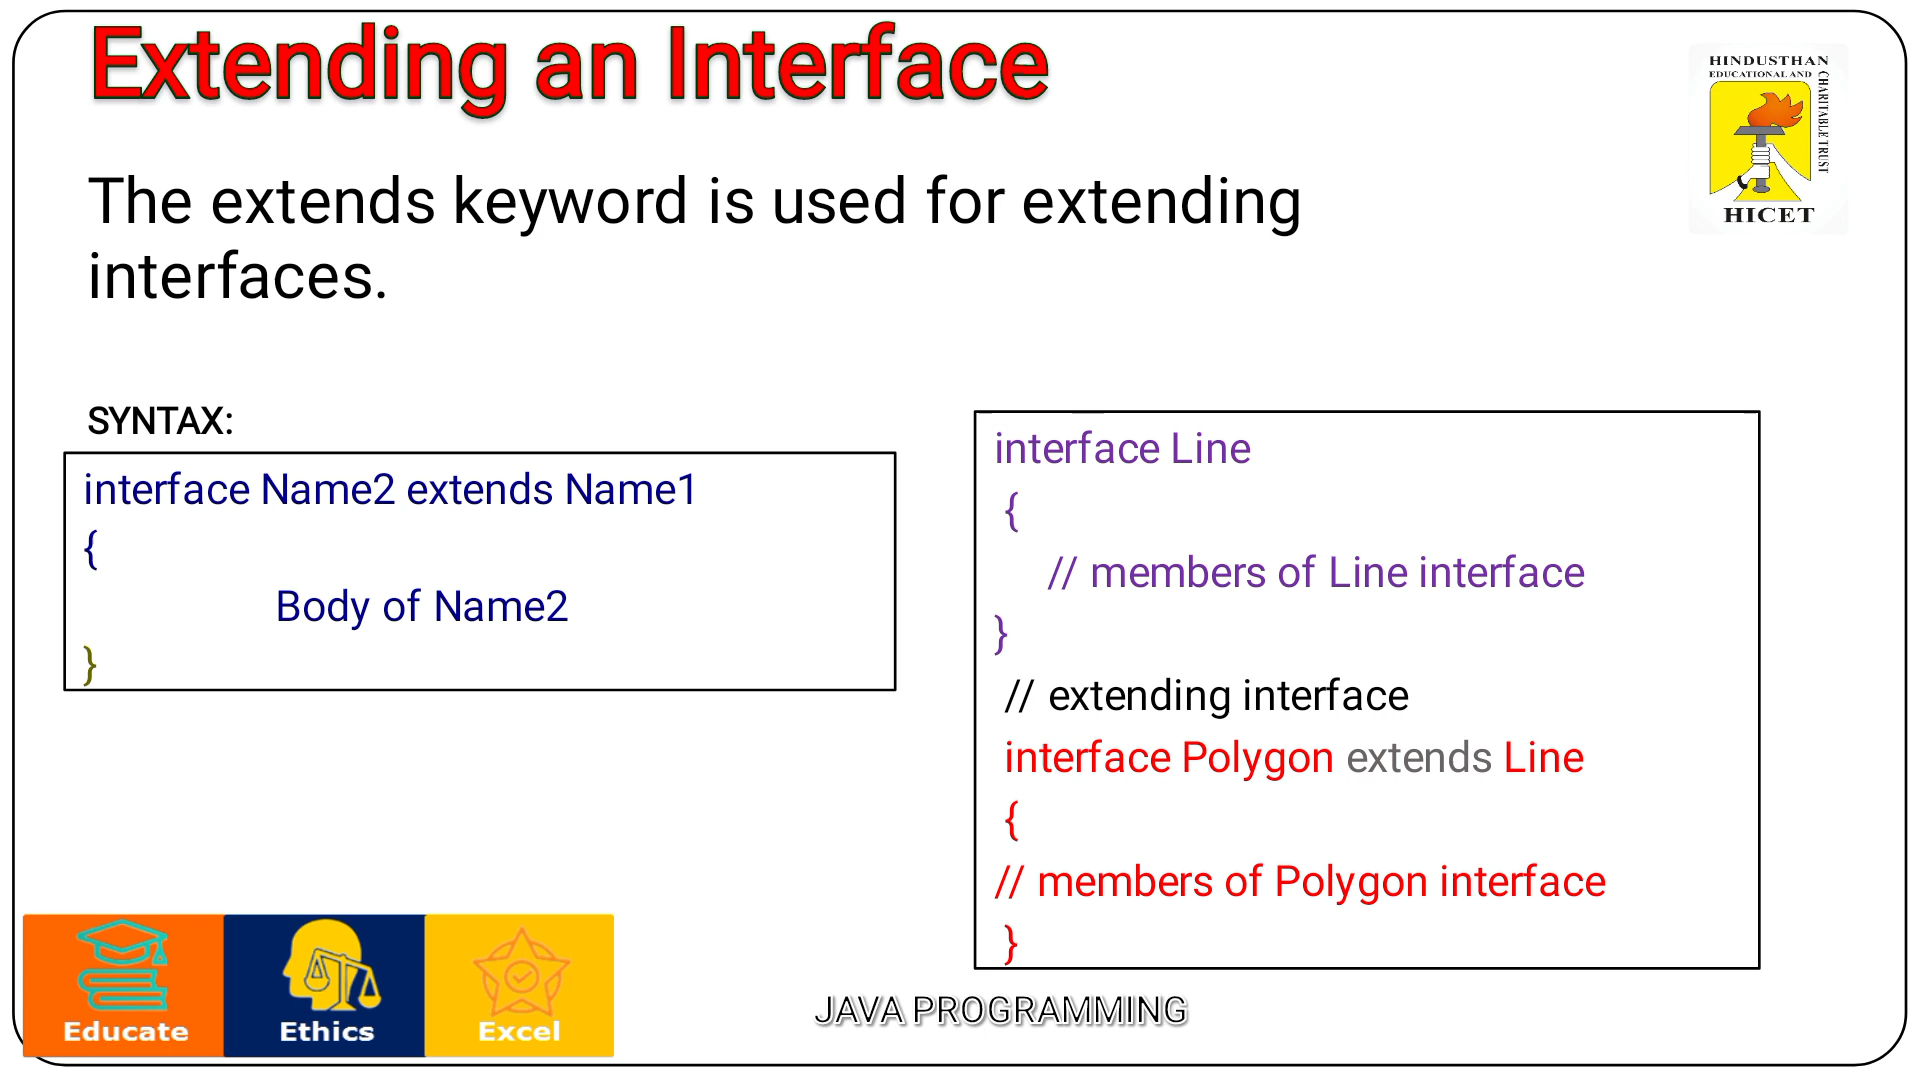 Extending an Interface
HINDUSTHAN
EDUCATIONAL AND
CHARITABLE TRUST
HICET
The extends keyword is used for extending
interfaces.
SYNTAX:
interface Name2 extends Name1
{
Body of Name2
}
interface Line
{
// members of Line interface
}
// extending interface
interface Polygon extends Line
{
// members of Polygon interface
}
Educate
Ethics
Excel
JAVA PROGRAMMING